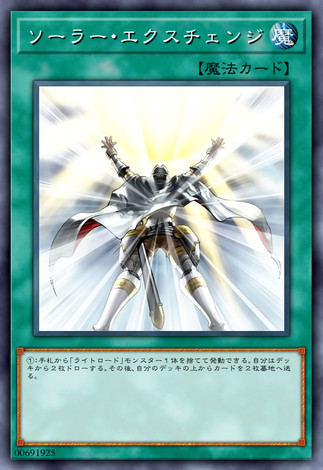 ソーラー・エクスチェンジ 魔
【魔法カード】
①:手札から「ライトロード」モンスター１体を捨てて発動できる。自分はデッ
キから２枚ドローする。その後、自分のデッキの上からカードを２枚墓地へ送
る。
00691925